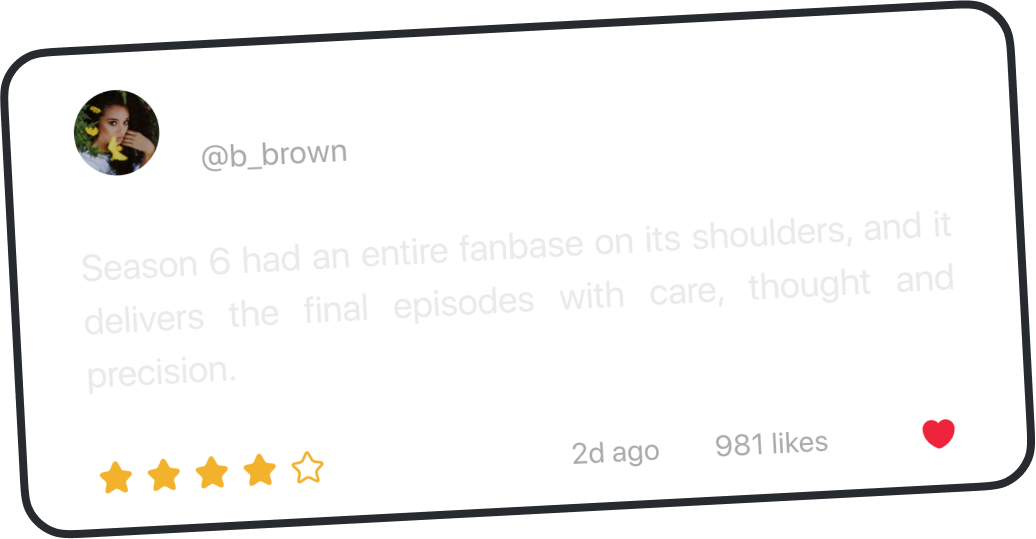 @b_brown
Season 6 had an entire fanbase on its shoulders, and it
delivers the final episodes with care, thought and
precision.
2d ago 981 likes